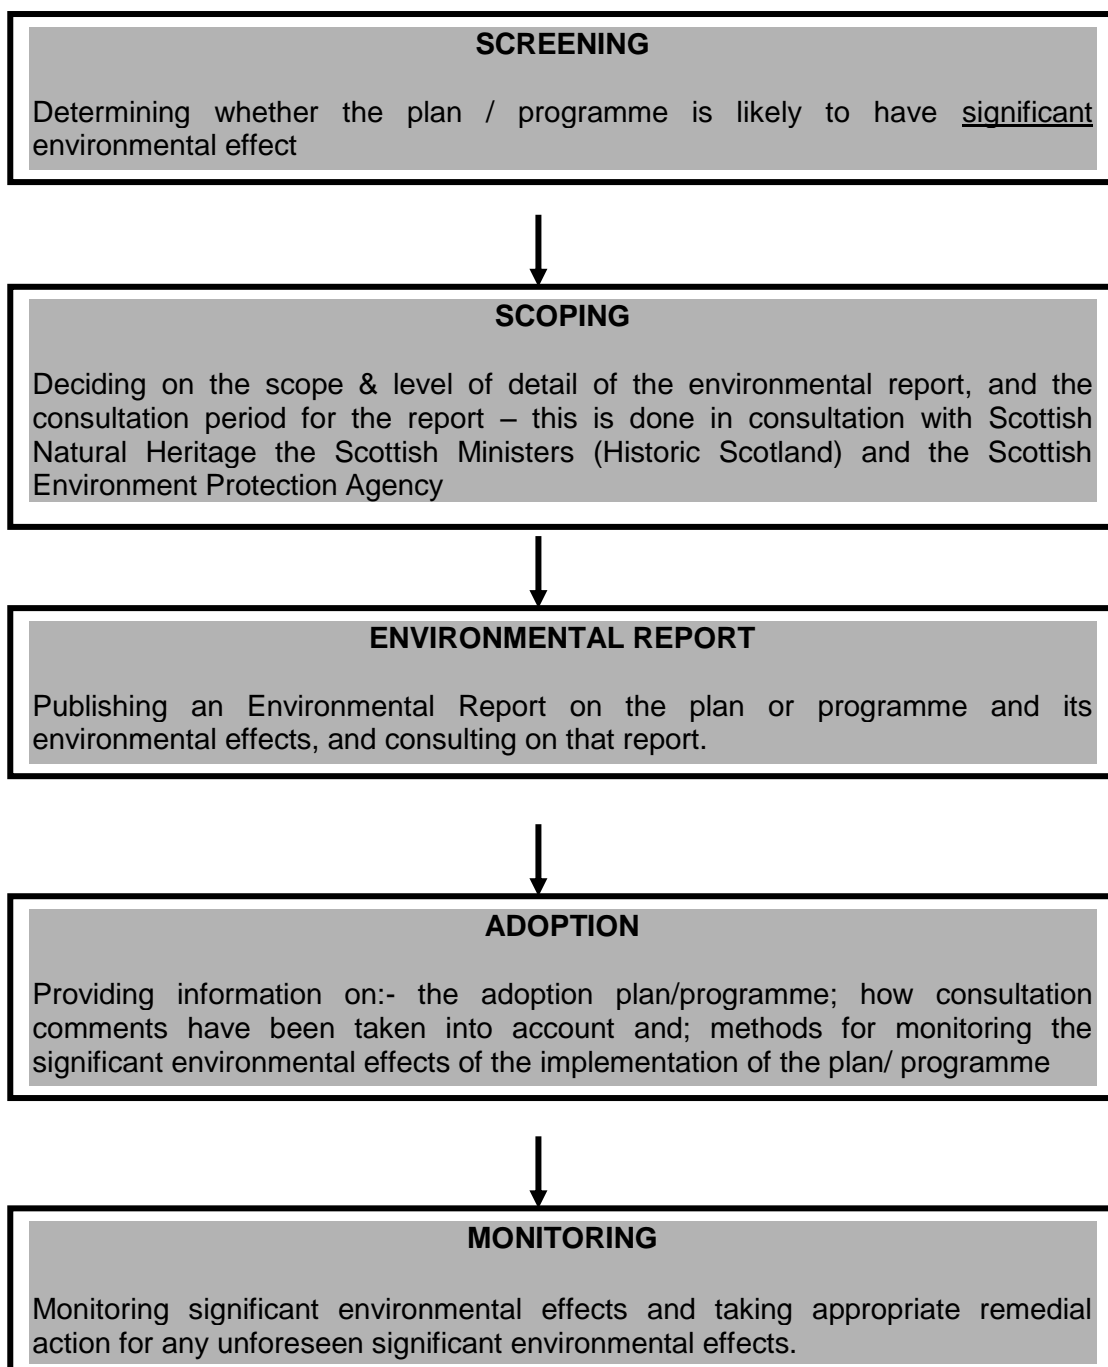 SCREENING
Determining whether the plan / programme is likely to have significant
environmental effect
SCOPING
Deciding on the scope & level of detail of the environmental report, and the
consultation period for the report – this is done in consultation with Scottish
Natural Heritage the Scottish Ministers (Historic Scotland) and the Scottish
Environment Protection Agency
ENVIRONMENTAL REPORT
Publishing an Environmental Report on the plan or programme and its
environmental effects, and consulting on that report.
ADOPTION
Providing information on:- the adoption plan/programme; how consultation
comments have been taken into account and; methods for monitoring the
significant environmental effects of the implementation of the plan/ programme
MONITORING
Monitoring significant environmental effects and taking appropriate remedial
action for any unforeseen significant environmental effects.